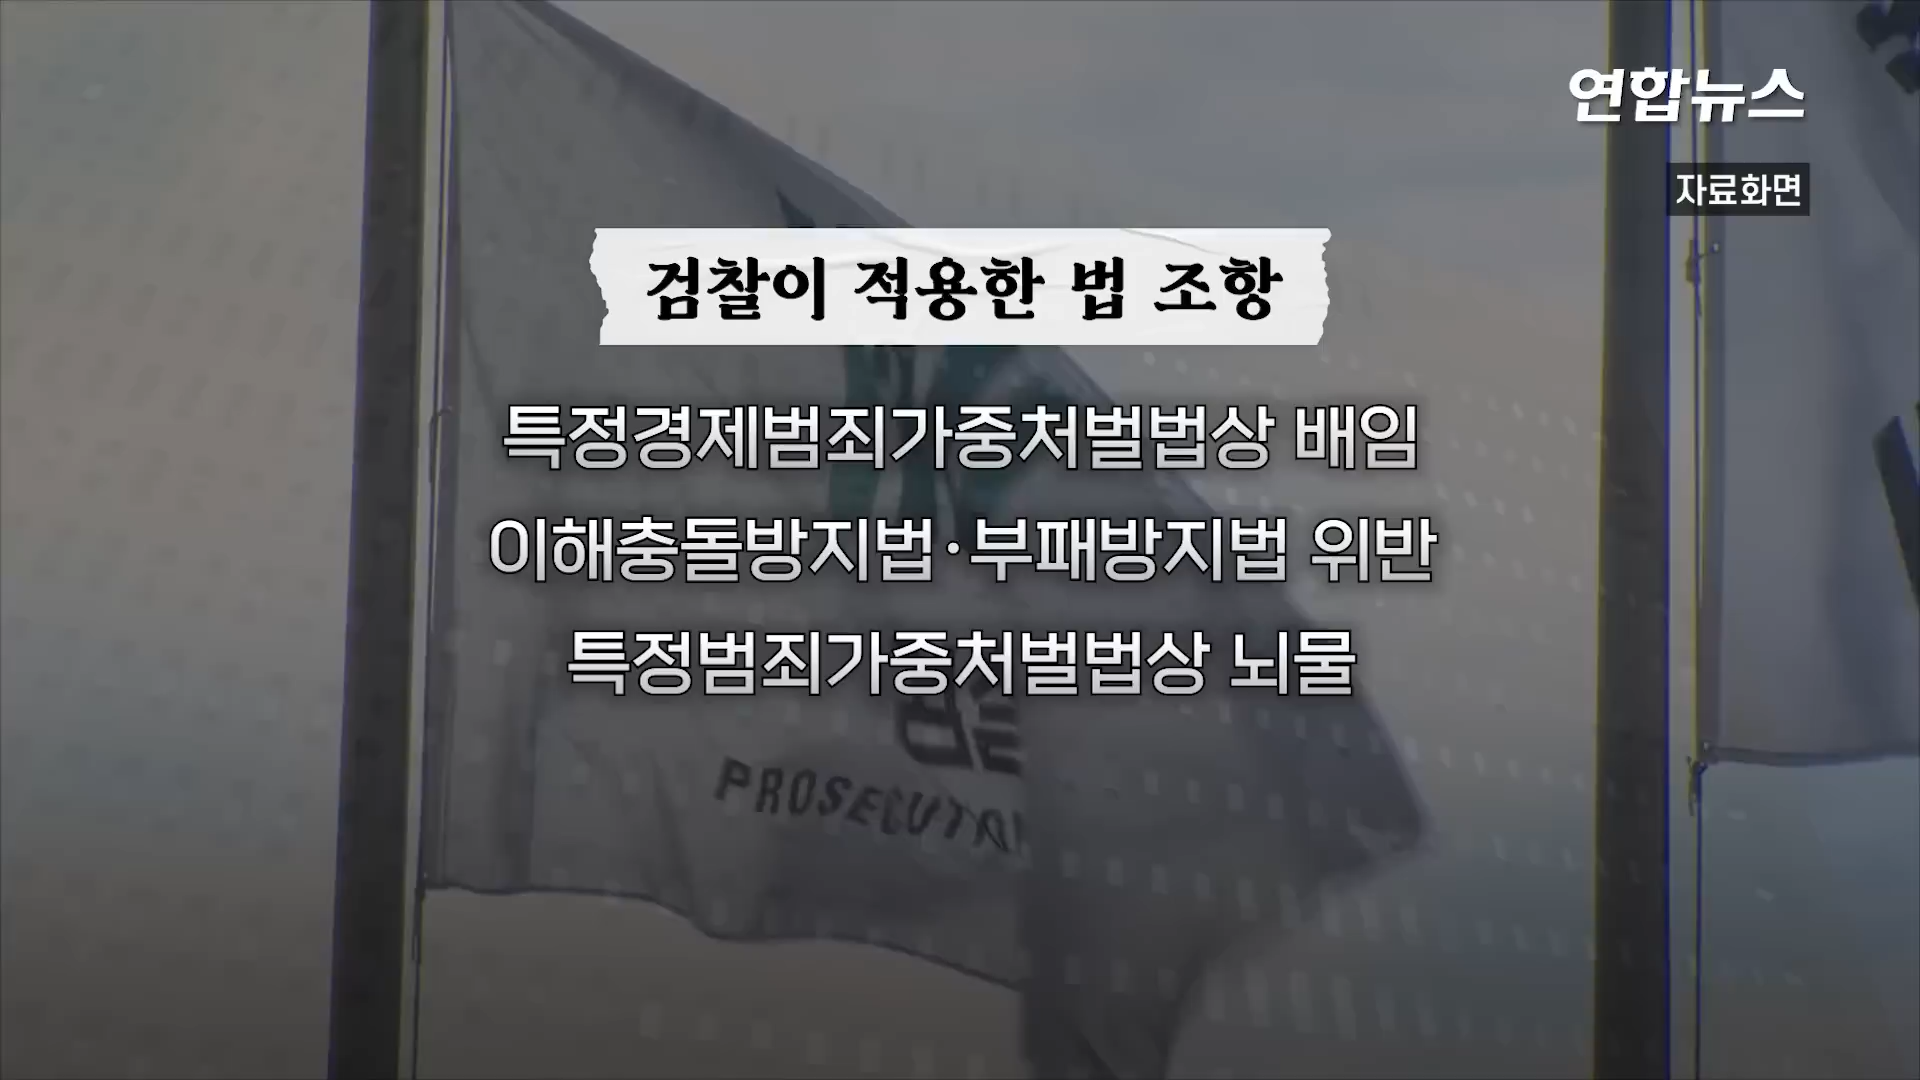 연합뉴스
자료화면
검찰이 적용한 법 조항
특정경제범죄가중처벌법상 배임
이해충돌방지법·부패방지법 위반
특정범죄가중처벌법상 뇌물